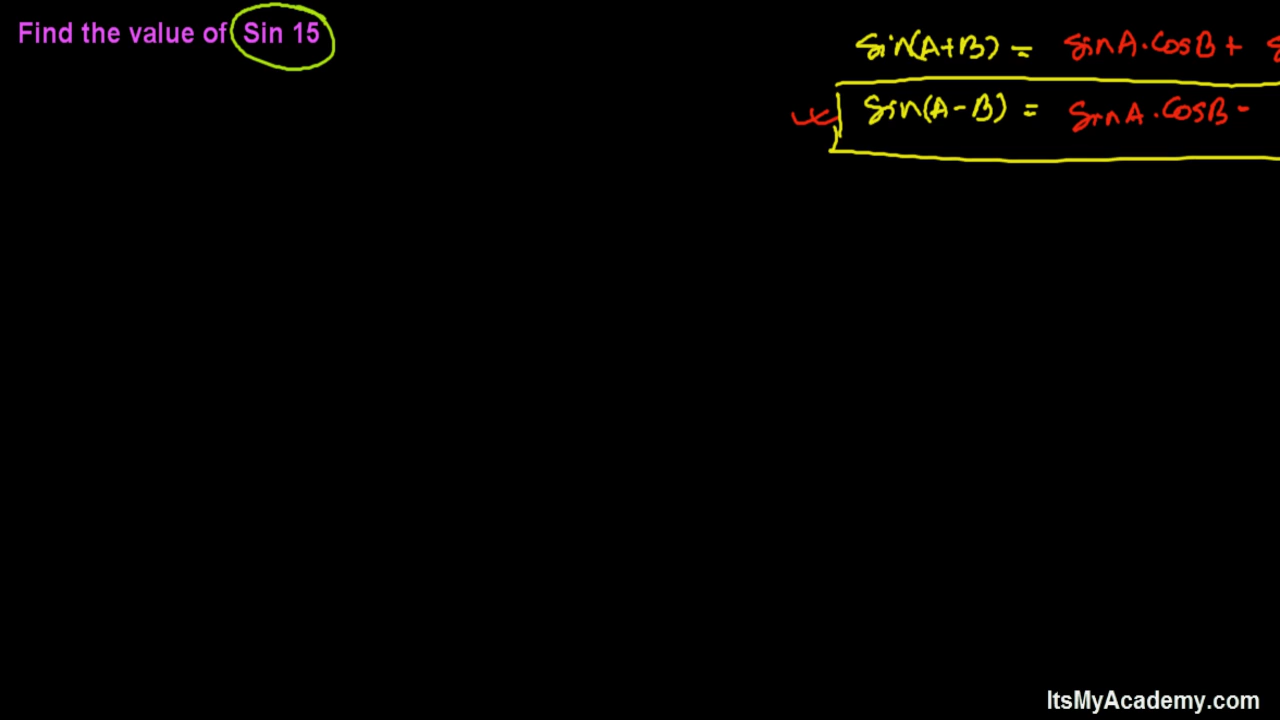 Find the value of Sin 15
Sin(A+B) = SinA.CosB+
Sin(A-B) = SinA.CosB-
ItsMyAcademy.com